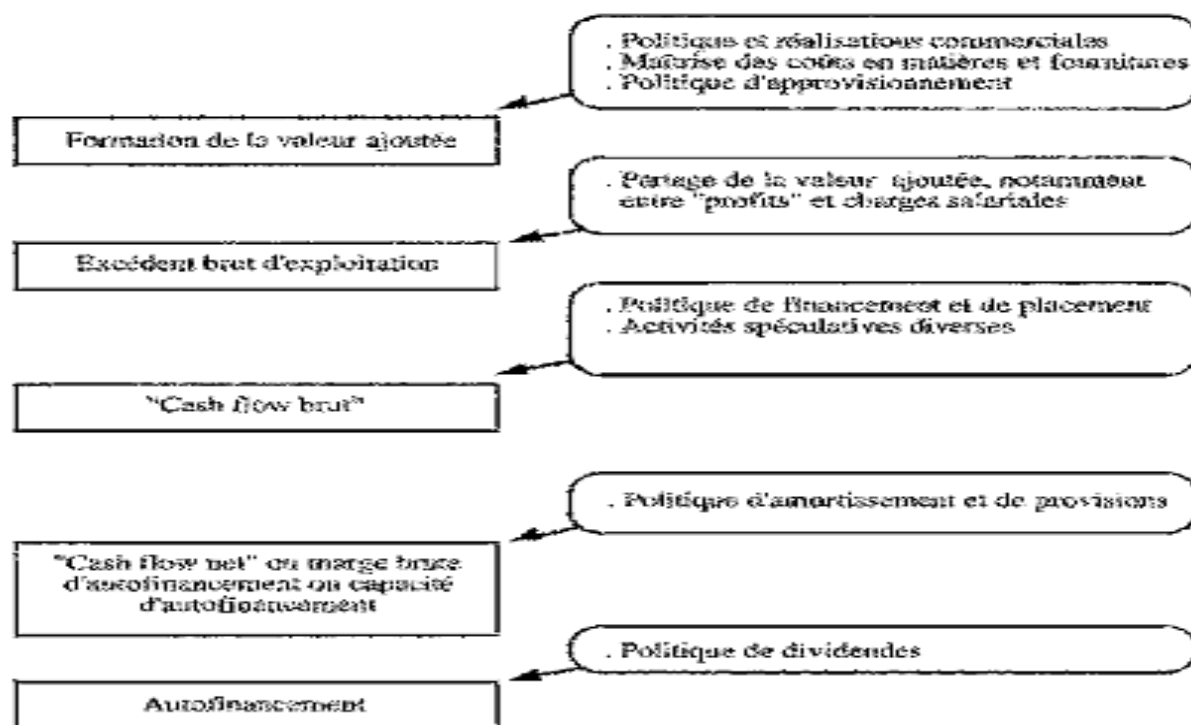 . Politique et réalisations commerciales
. Maîtrise des coûts en matières et fournitures
. Politique d'approvisionnement
Formation de la valeur ajoutée
. Partage de la valeur ajoutée, notamment
entre "profits" et charges salariales
Excédent brut d'exploitation
. Politique de financement et de placement
. Activités spéculatives diverses
"Cash flow brut"
. Politique d'amortissement et de provisions
"Cash flow net" ou marge brute
d'autofinancement ou capacité
d'autofinancement
. Politique de dividendes
Autofinancement